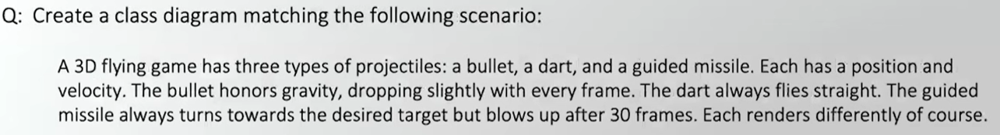 Q: Create a class diagram matching the following scenario:
A 3D flying game has three types of projectiles: a bullet, a dart, and a guided missile. Each has a position and
velocity. The bullet honors gravity, dropping slightly with every frame. The dart always flies straight. The guided
missile always turns towards the desired target but blows up after 30 frames. Each renders differently of course.